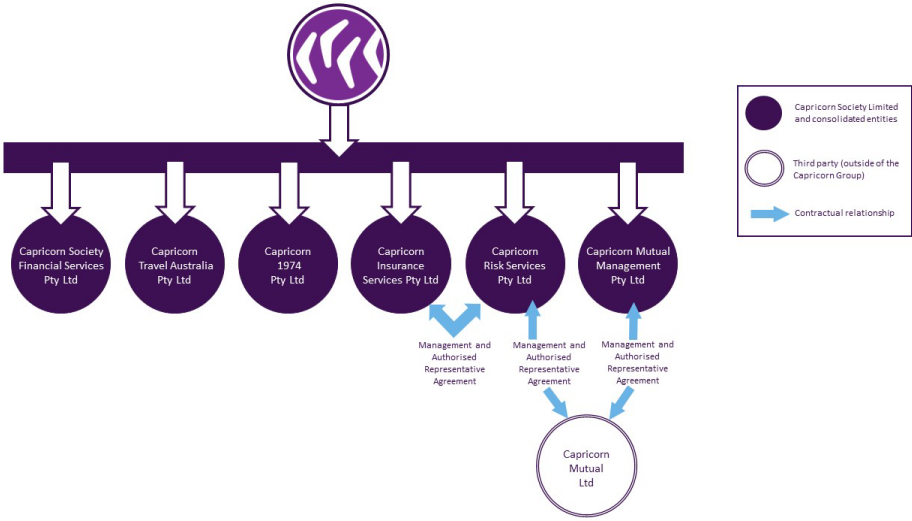 Capricorn Society Limited
and consolidated entities
Third party (outside of the
Capricorn Group)
Contractual relationship
Capricorn Society
Financial Services
Pty Ltd
Capricorn
Travel Australia
Pty Ltd
Capricorn
1974
Pty Ltd
Capricorn
Insurance
Services Pty Ltd
Capricorn
Risk Services
Pty Ltd
Capricorn Mutual
Management
Pty Ltd
Management and
Authorised
Representative
Agreement
Management and
Authorised
Representative
Agreement
Management and
Authorised
Representative
Agreement
Capricorn
Mutual
Ltd